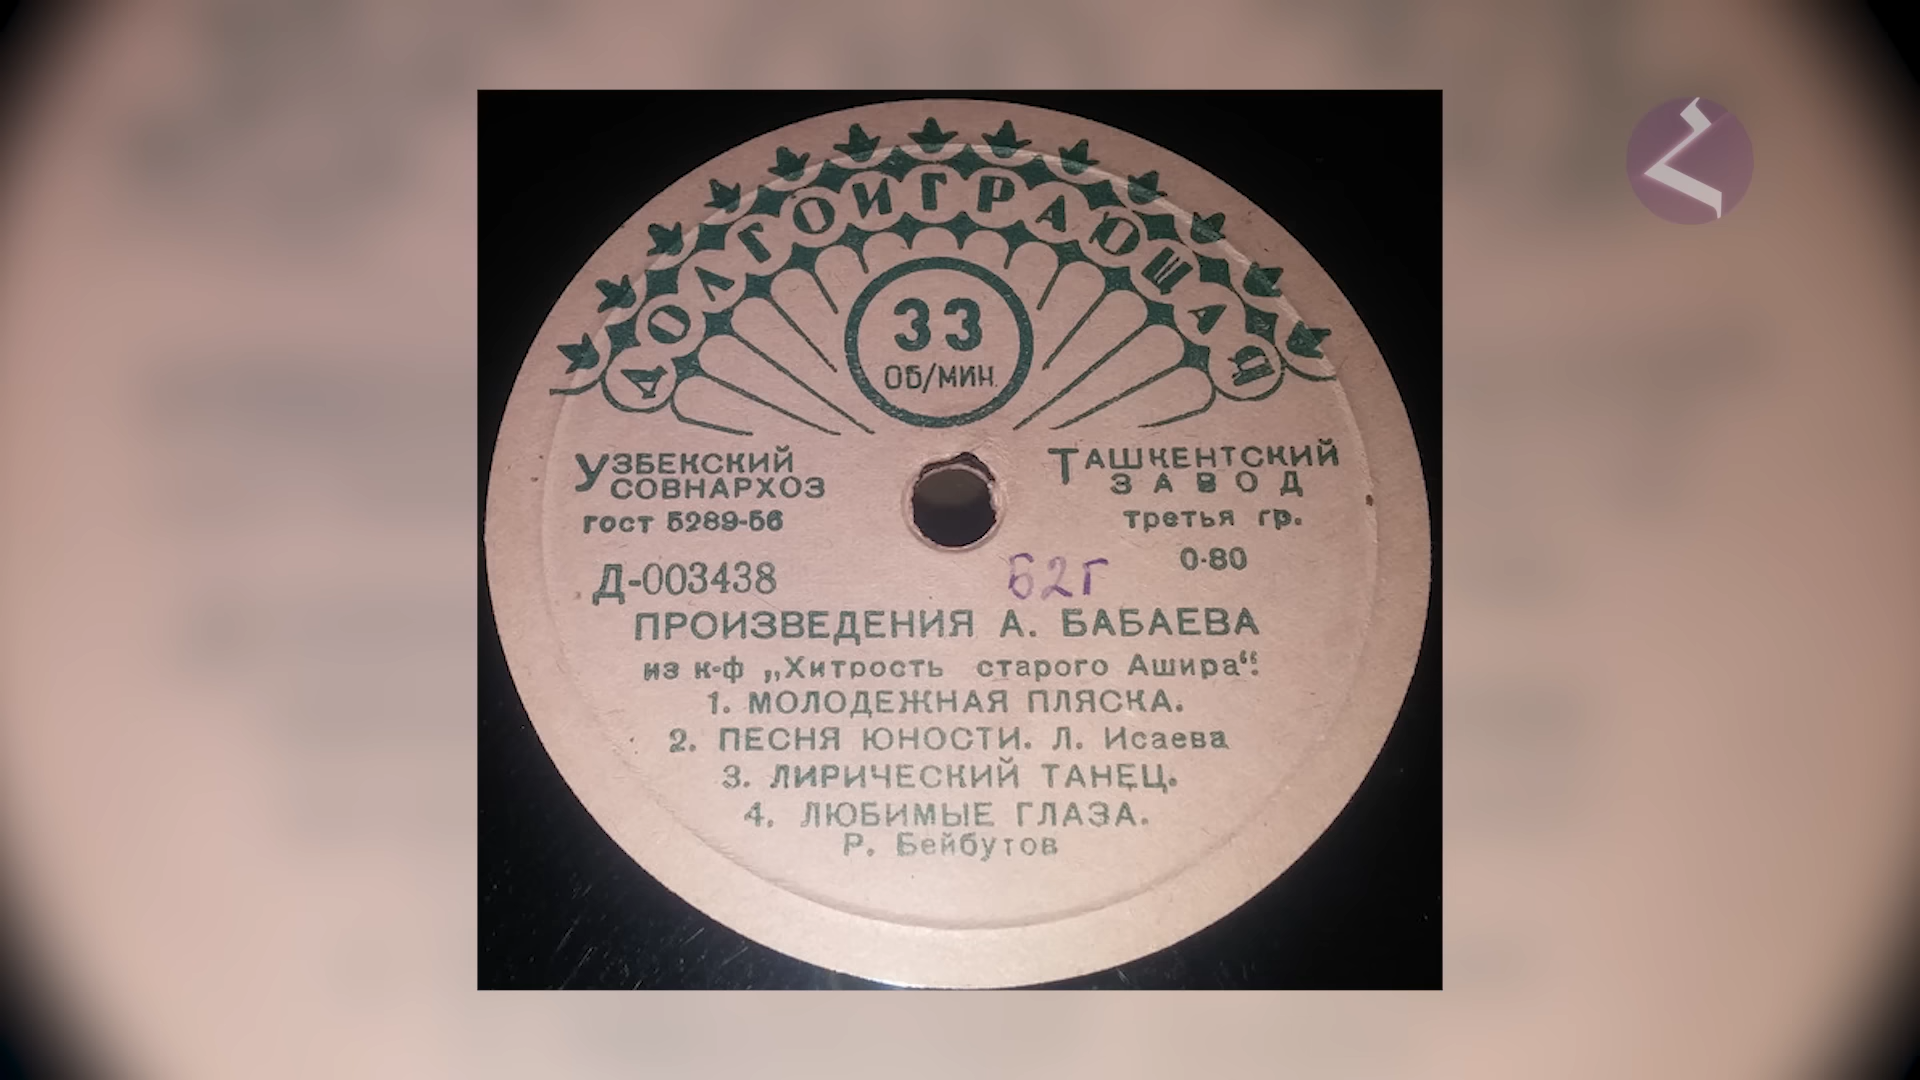 ДОЛГОИГРАЮЩАЯ
33
ОБ/МИН.
УЗБЕКСКИЙ
СОВНАРХОЗ
ГОСТ 5289-56
ТАШКЕНТСКИЙ
ЗАВОД
третья гр.
0-80
Д-003438
62г
ПРОИЗВЕДЕНИЯ А. БАБАЕВА
из к-ф „Хитрость старого Ашира“:
1. МОЛОДЕЖНАЯ ПЛЯСКА.
2. ПЕСНЯ ЮНОСТИ. Л. Исаева
3. ЛИРИЧЕСКИЙ ТАНЕЦ.
4. ЛЮБИМЫЕ ГЛАЗА.
Р. Бейбутов